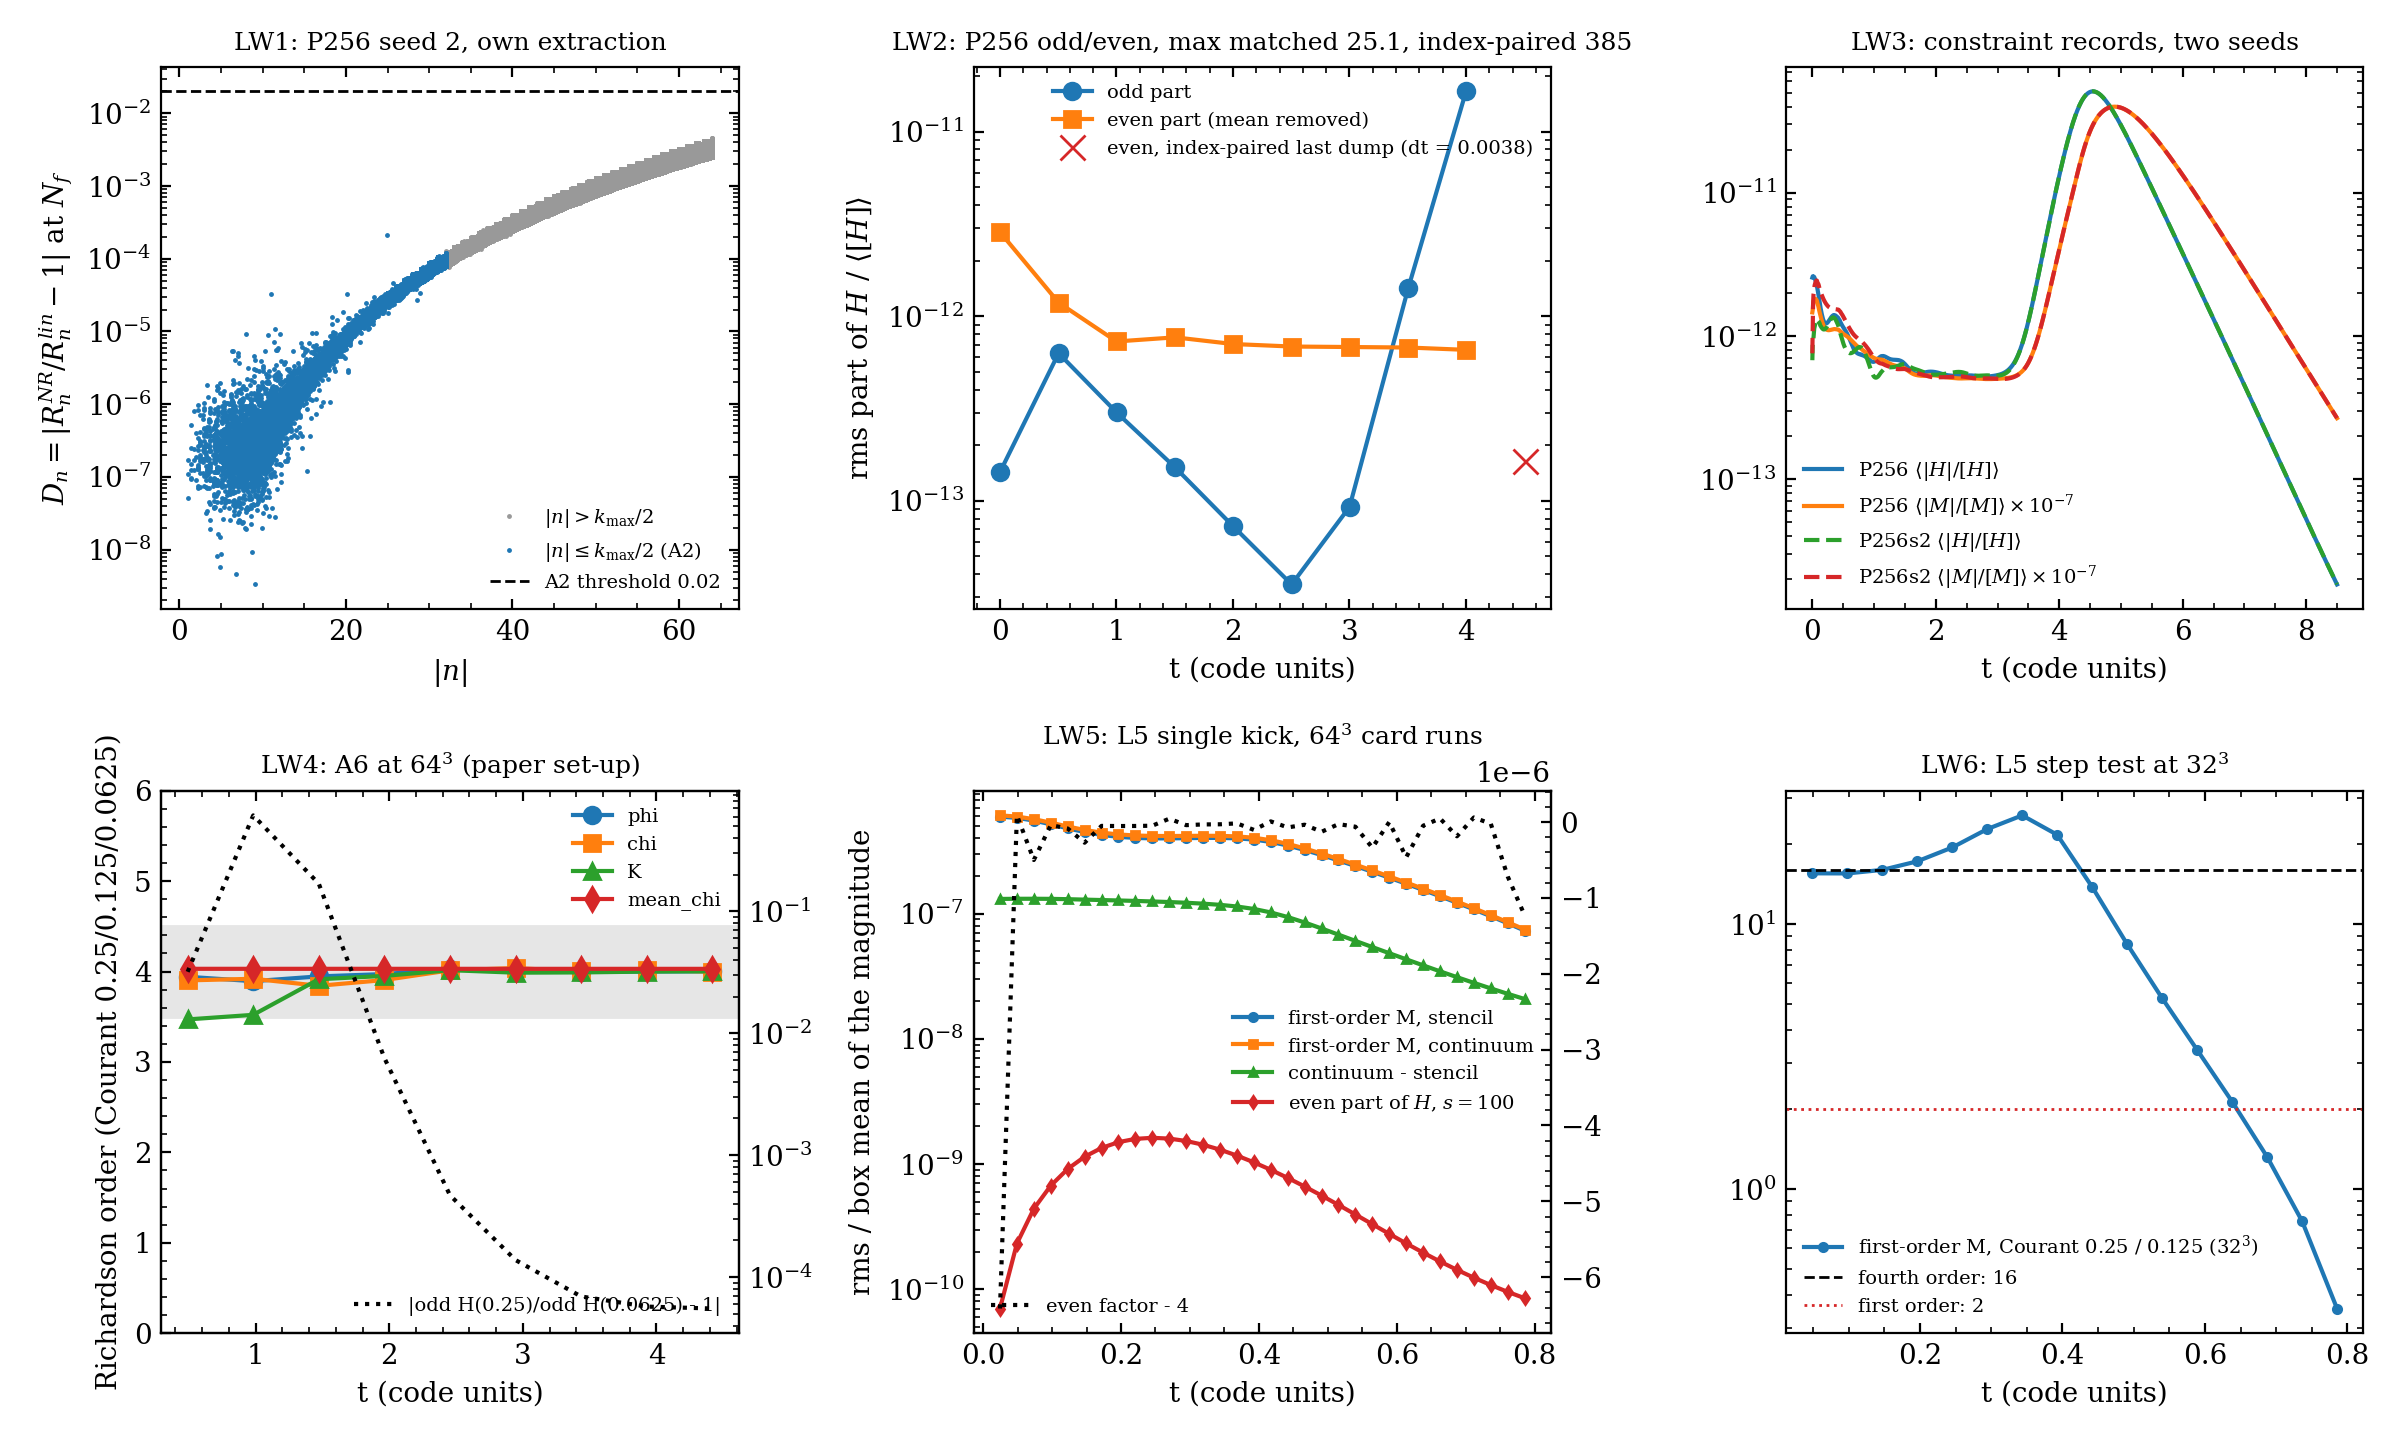 LW1: P256 seed 2, own extraction
D_n = |R_n^{NR}/R_n^{lin} − 1| at N_f
10^{−2}
10^{−3}
10^{−4}
10^{−5}
10^{−6}
10^{−7}
10^{−8}
|n| > k_{max}/2
|n| ≤ k_{max}/2 (A2)
A2 threshold 0.02
0 20 40 60
|n|
LW2: P256 odd/even, max matched 25.1, index-paired 385
rms part of H / ⟨[H]⟩
odd part
even part (mean removed)
even, index-paired last dump (dt = 0.0038)
10^{−11}
10^{−12}
10^{−13}
0 1 2 3 4
t (code units)
LW3: constraint records, two seeds
10^{−11}
10^{−12}
10^{−13}
P256 ⟨|H|/[H]⟩
P256 ⟨|M|/[M]⟩ × 10^{−7}
P256s2 ⟨|H|/[H]⟩
P256s2 ⟨|M|/[M]⟩ × 10^{−7}
0 2 4 6 8
t (code units)
LW4: A6 at 64^3 (paper set-up)
Richardson order (Courant 0.25/0.125/0.0625)
6
5
4
3
2
1
0
phi
chi
K
mean_chi
10^{−1}
10^{−2}
10^{−3}
10^{−4}
|odd H(0.25)/odd H(0.0625) - 1|
1 2 3 4
t (code units)
LW5: L5 single kick, 64^3 card runs
1e−6
rms / box mean of the magnitude
10^{−7}
10^{−8}
10^{−9}
10^{−10}
first-order M, stencil
first-order M, continuum
continuum - stencil
even part of H, s = 100
even factor - 4
0
−1
−2
−3
−4
−5
−6
0.0 0.2 0.4 0.6 0.8
t (code units)
LW6: L5 step test at 32^3
10^1
10^0
first-order M, Courant 0.25 / 0.125 (32^3)
fourth order: 16
first order: 2
0.2 0.4 0.6 0.8
t (code units)